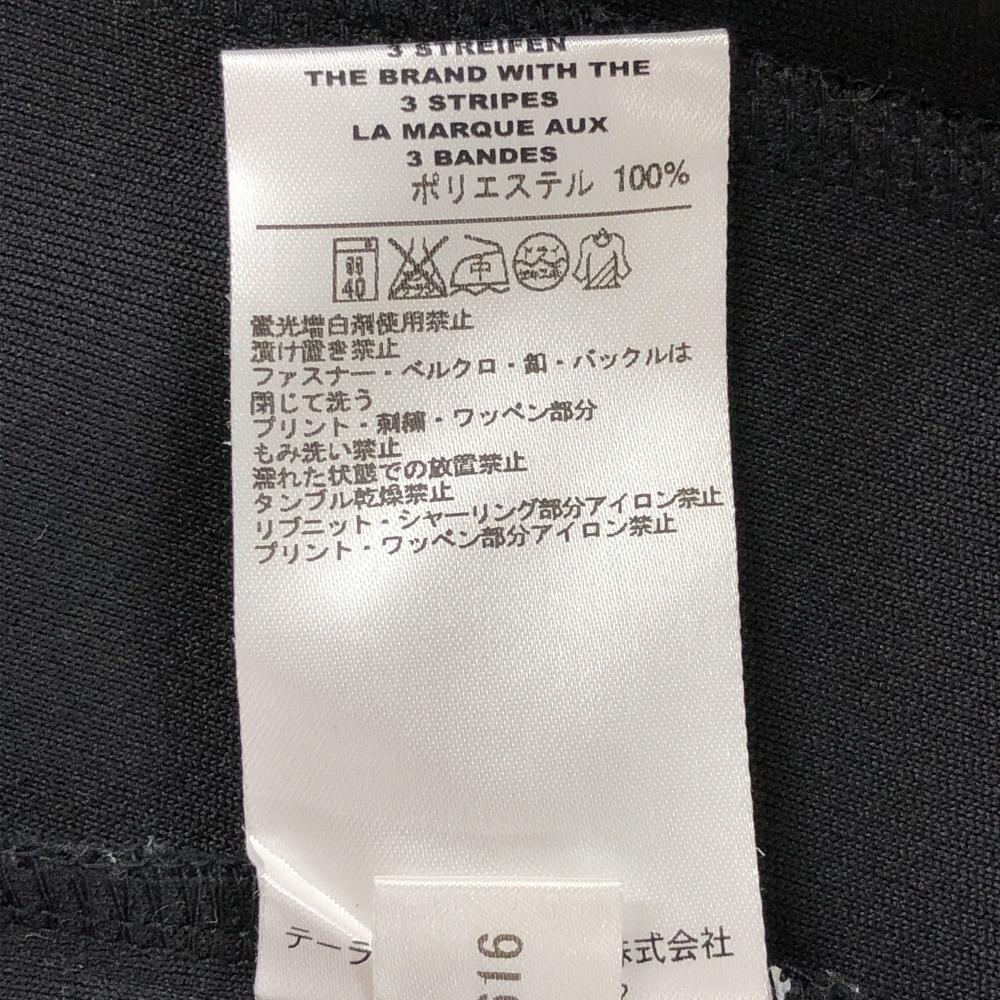 3 STREIFEN
THE BRAND WITH THE
3 STRIPES
LA MARQUE AUX
3 BANDES
ポリエステル 100%
40 中 ドライ
蛍光増白剤使用禁止
漬け置き禁止
ファスナー・ベルクロ・釦・バックルは
閉じて洗う
プリント・刺繍・ワッペン部分
もみ洗い禁止
濡れた状態での放置禁止
タンブル乾燥禁止
リブニット・シャーリング部分アイロン禁止
プリント・ワッペン部分アイロン禁止
テーラ
株式会社